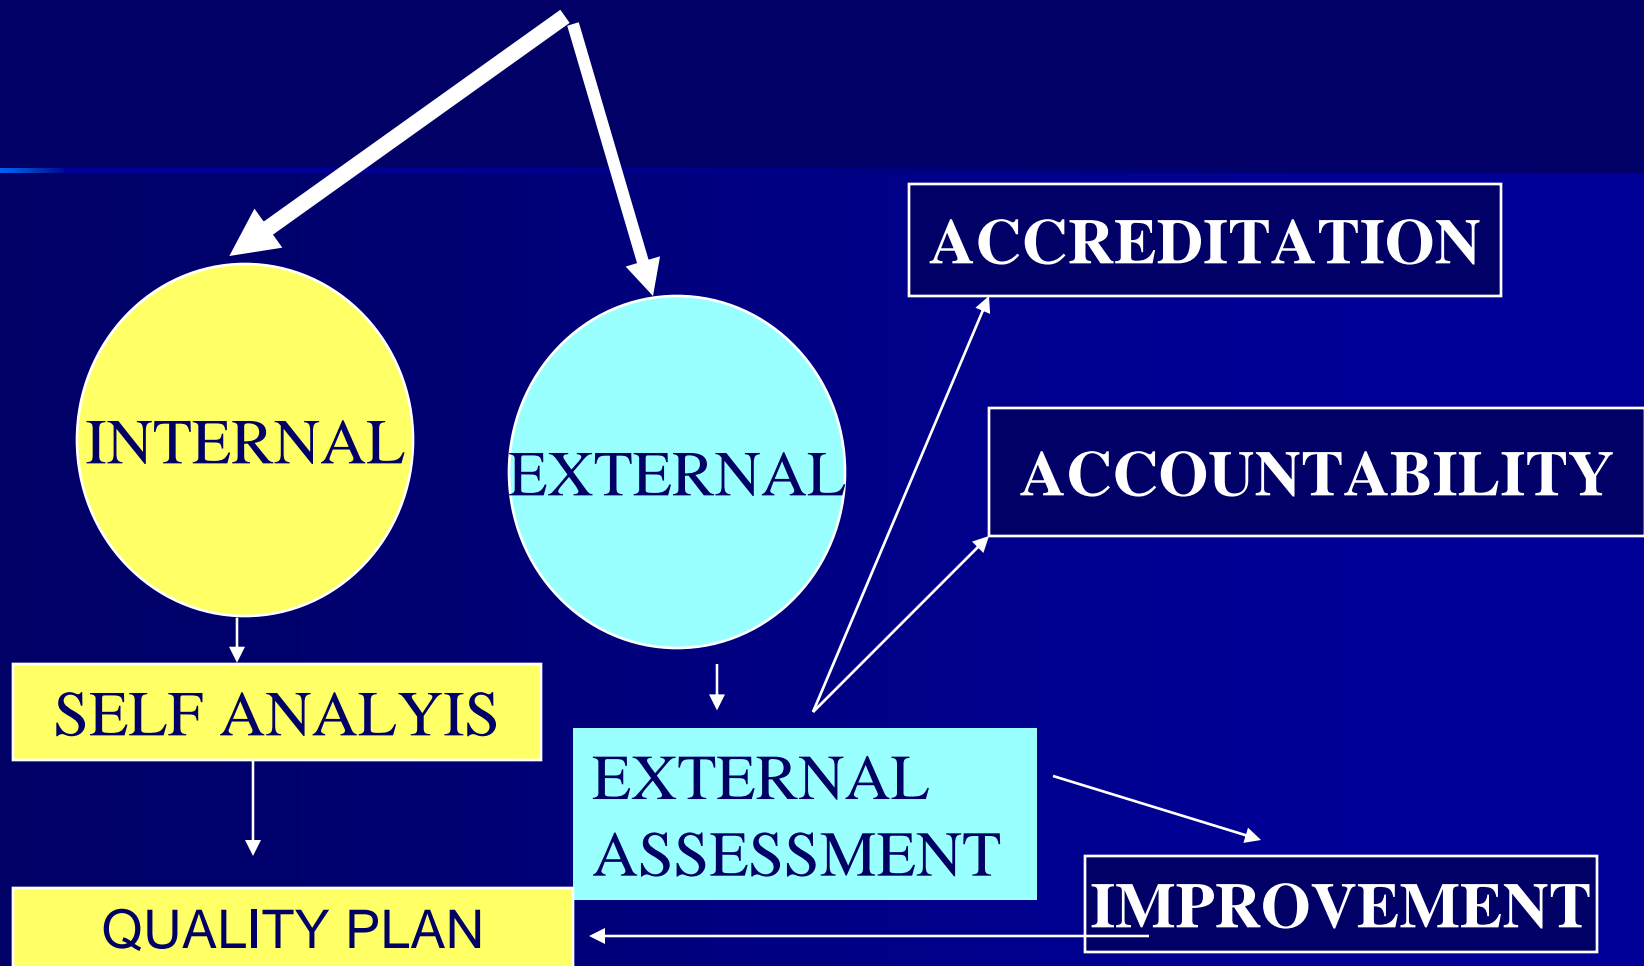 ACCREDITATION
INTERNAL
EXTERNAL
ACCOUNTABILITY
SELF ANALYIS
EXTERNAL
ASSESSMENT
QUALITY PLAN
IMPROVEMENT